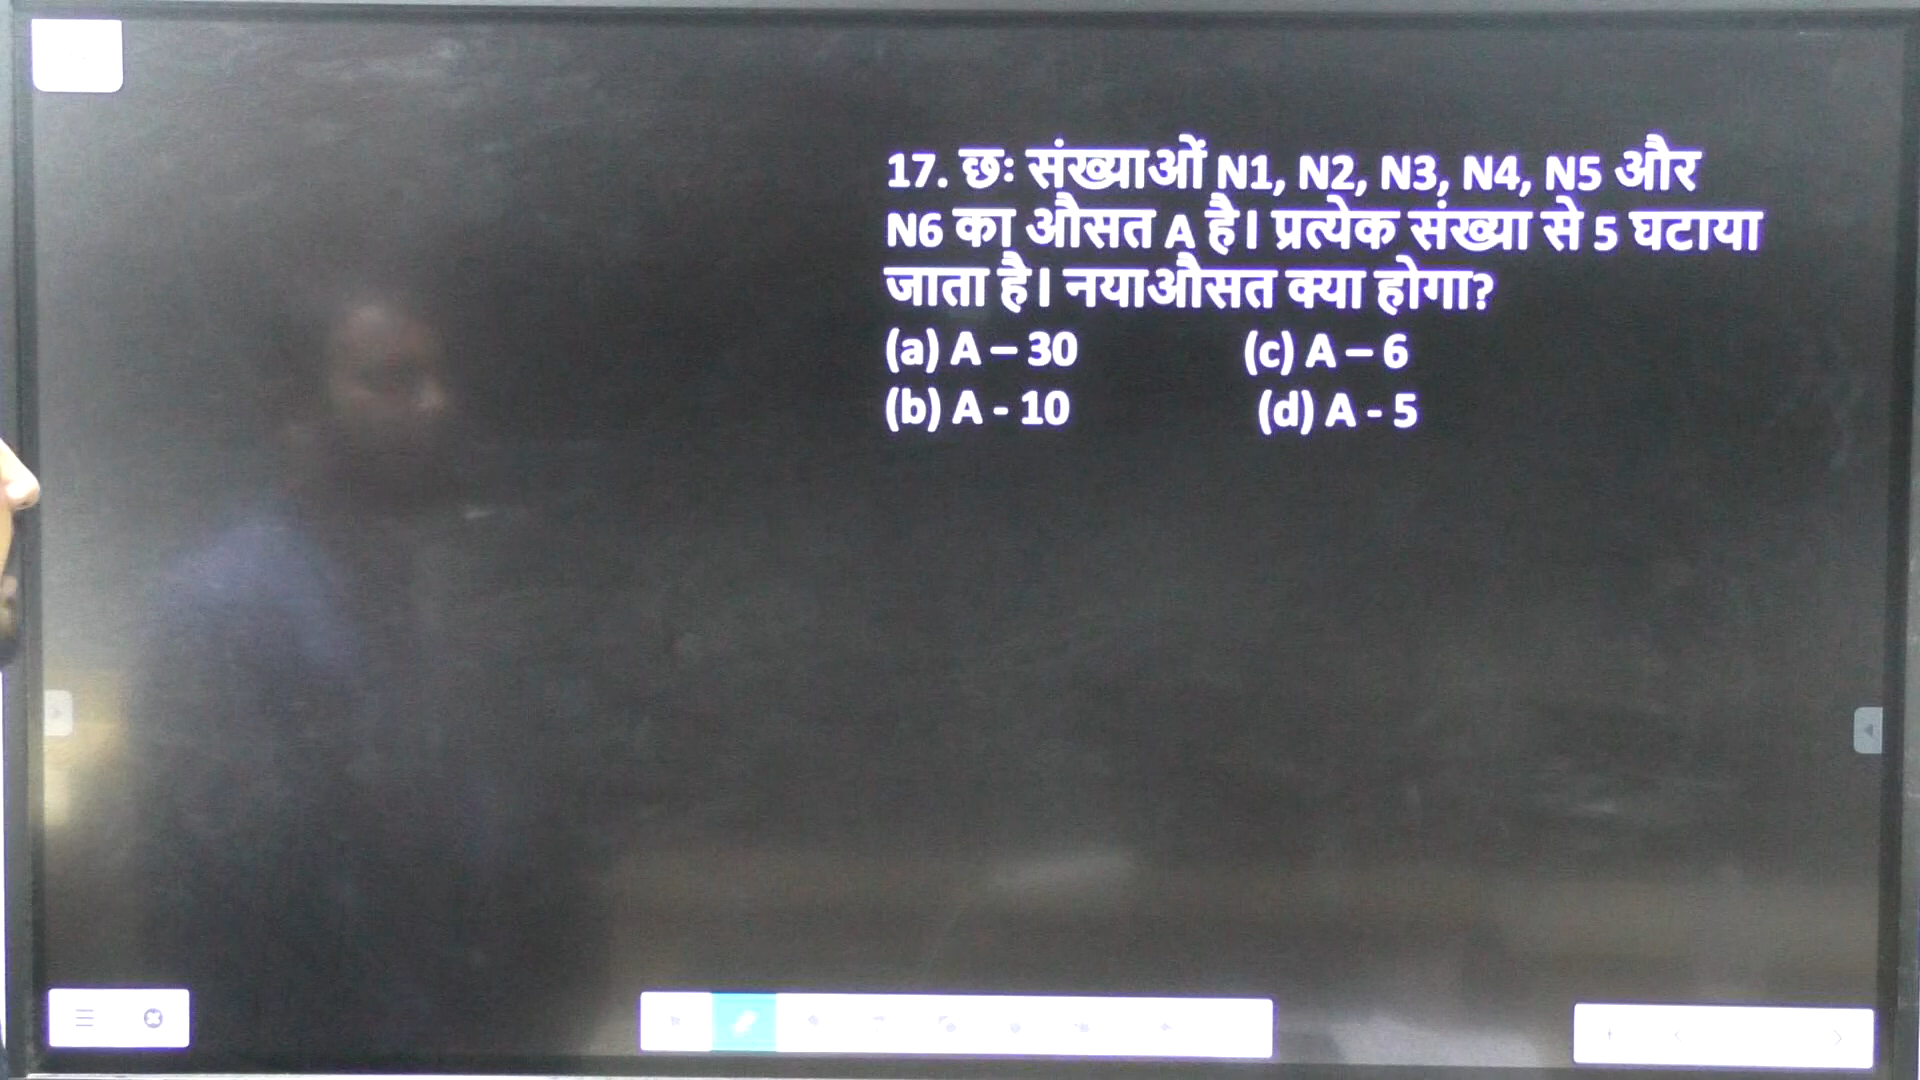 17. छः संख्याओं N1, N2, N3, N4, N5 और
N6 का औसत A है। प्रत्येक संख्या से 5 घटाया
जाता है। नयाऔसत क्या होगा?
(a) A – 30 (c) A – 6
(b) A - 10 (d) A - 5